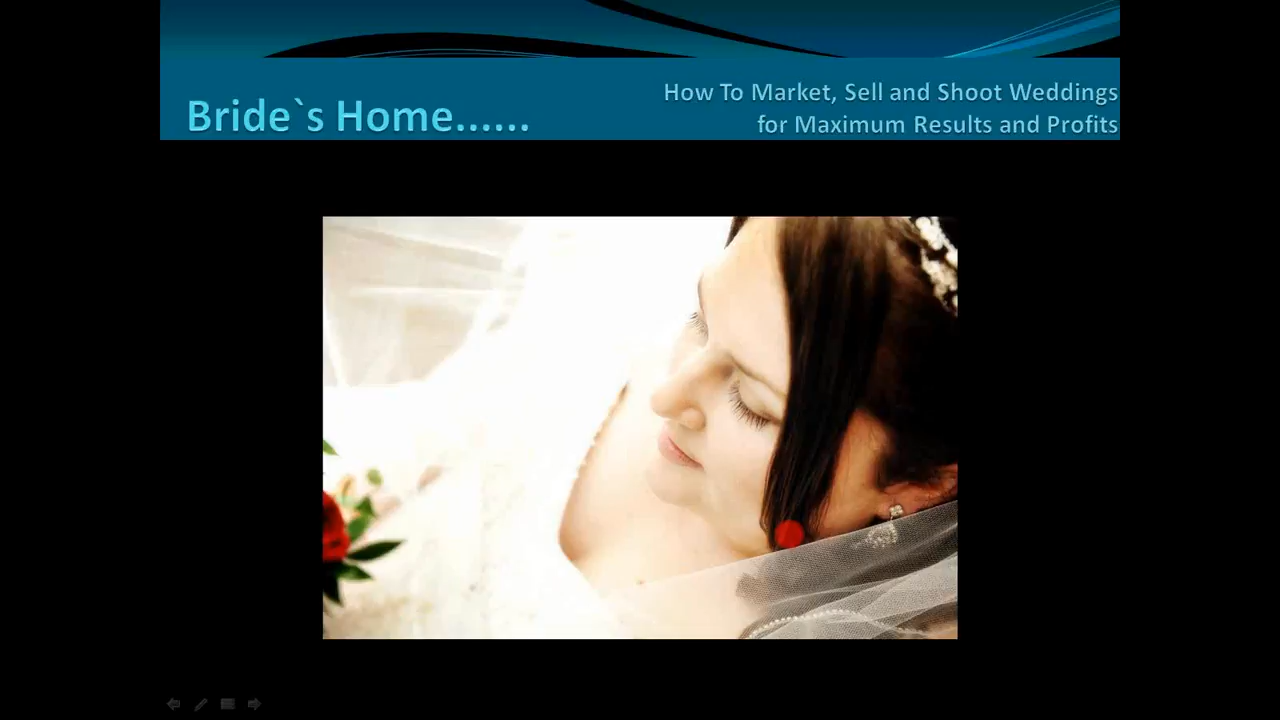 Bride`s Home......
How To Market, Sell and Shoot Weddings
for Maximum Results and Profits